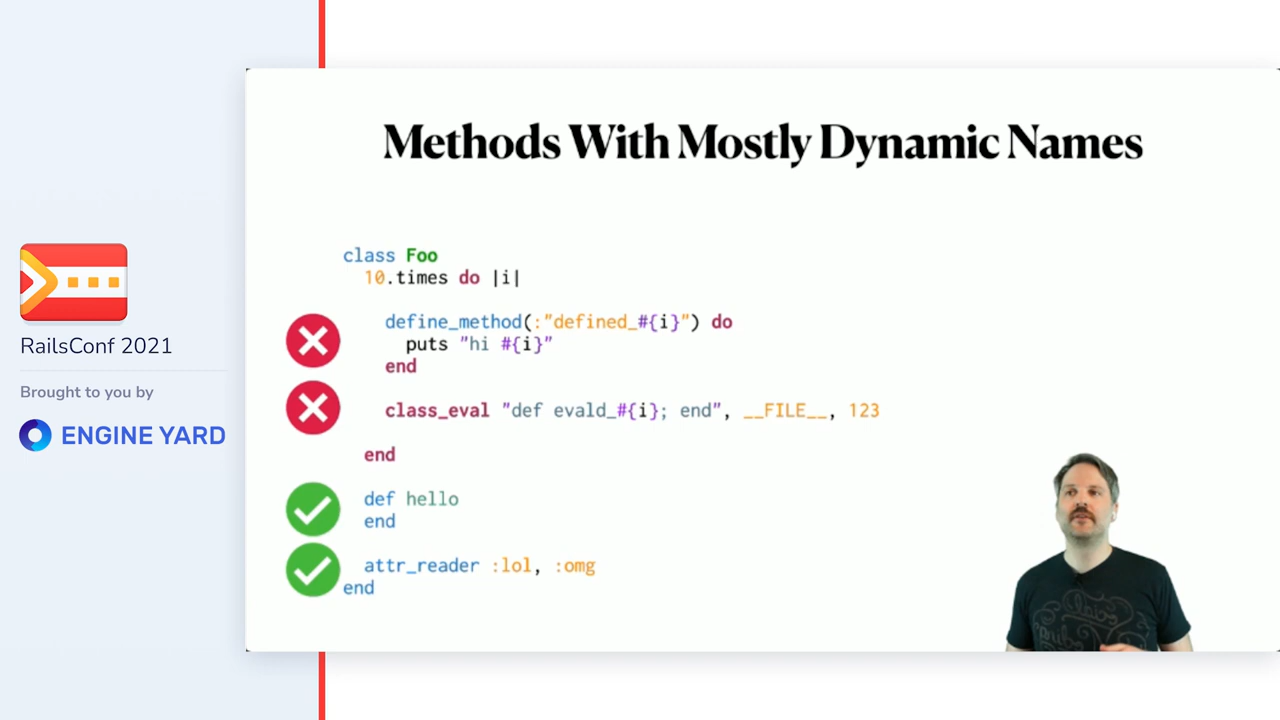 Methods With Mostly Dynamic Names
class Foo
10.times do |i|
define_method(:"defined_#{i}") do
puts "hi #{i}"
end
class_eval "def evald_#{i}; end", __FILE__, 123
end
def hello
end
attr_reader :lol, :omg
end
RailsConf 2021
Brought to you by
ENGINE YARD